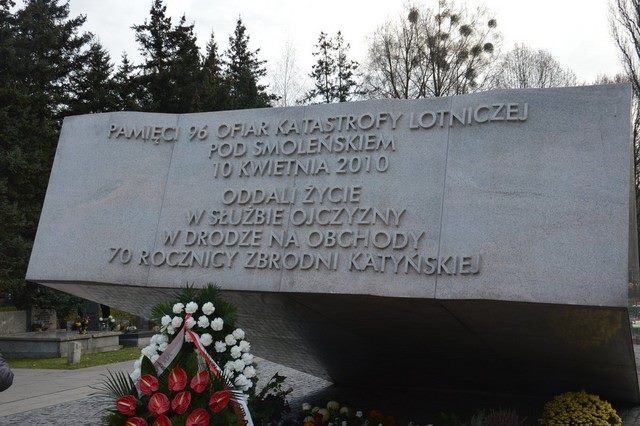 PAMIĘCI 96 OFIAR KATASTROFY LOTNICZEJ
POD SMOLEŃSKIEM
10 KWIETNIA 2010
ODDALI ŻYCIE
W SŁUŻBIE OJCZYZNY
W DRODZE NA OBCHODY
70 ROCZNICY ZBRODNI KATYŃSKIEJ